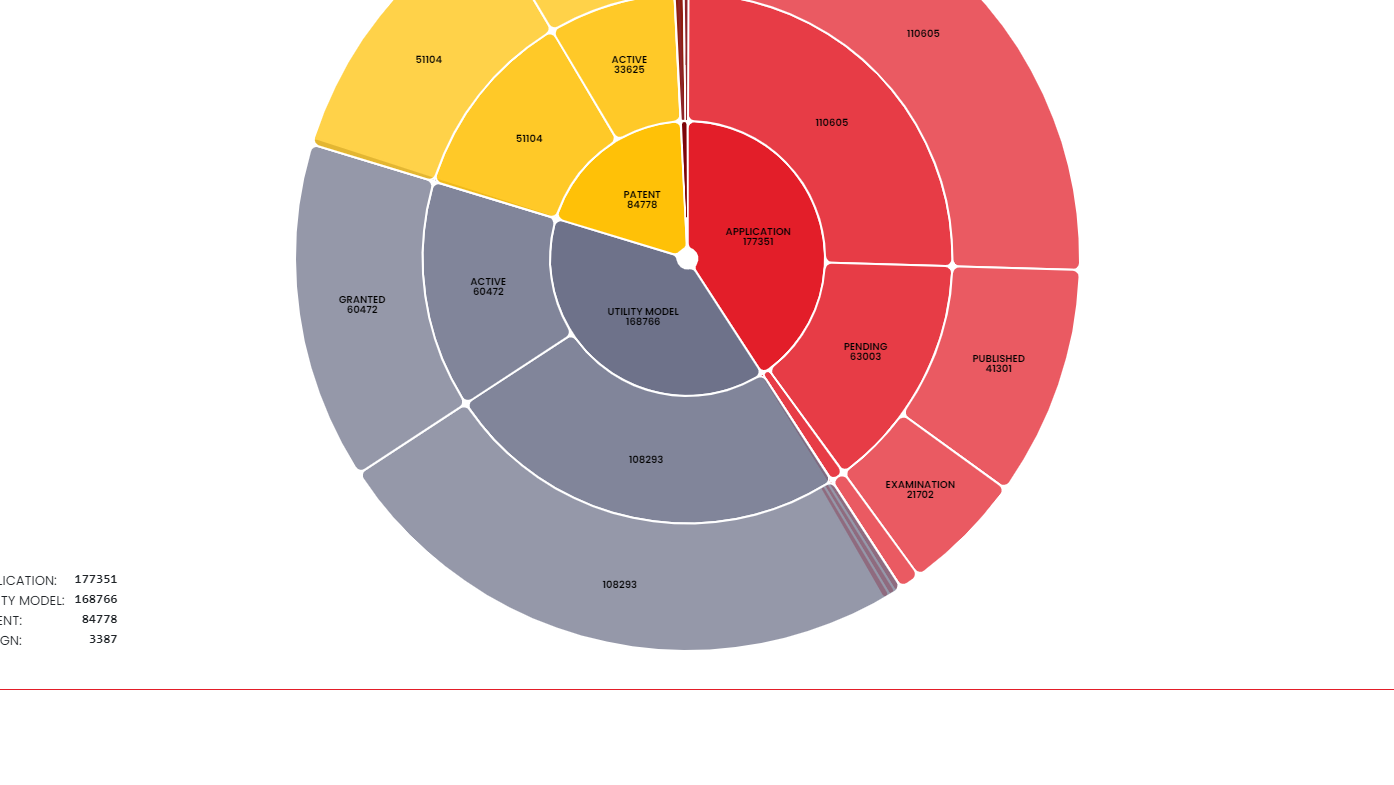 110605
51104
ACTIVE
33625
110605
51104
PATENT
84778
APPLICATION
177351
ACTIVE
60472
GRANTED
60472
UTILITY MODEL
168766
PENDING
63003
PUBLISHED
41301
108293
EXAMINATION
21702
108293
LICATION: 177351
TY MODEL: 168766
ENT: 84778
GN: 3387